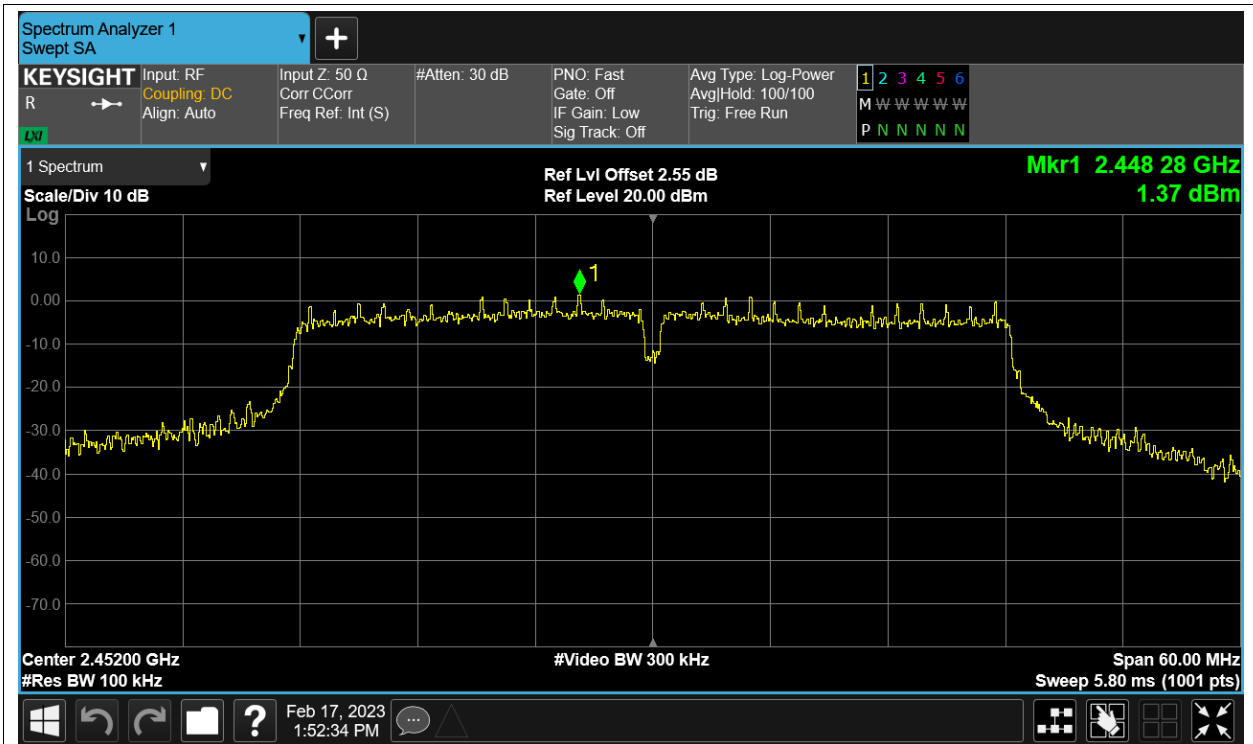 Spectrum Analyzer 1
Swept SA
KEYSIGHT
R
LXI
Input: RF
Coupling: DC
Align: Auto
Input Z: 50 Ω
Corr CCorr
Freq Ref: Int (S)
#Atten: 30 dB
PNO: Fast
Gate: Off
IF Gain: Low
Sig Track: Off
Avg Type: Log-Power
Avg|Hold: 100/100
Trig: Free Run
1 2 3 4 5 6
M W W W W W
P N N N N N
1 Spectrum
Scale/Div 10 dB
Log
Ref Lvl Offset 2.55 dB
Ref Level 20.00 dBm
Mkr1 2.448 28 GHz
1.37 dBm
10.0
0.00
-10.0
-20.0
-30.0
-40.0
-50.0
-60.0
-70.0
1
Center 2.45200 GHz
#Res BW 100 kHz
#Video BW 300 kHz
Span 60.00 MHz
Sweep 5.80 ms (1001 pts)
?
Feb 17, 2023
1:52:34 PM